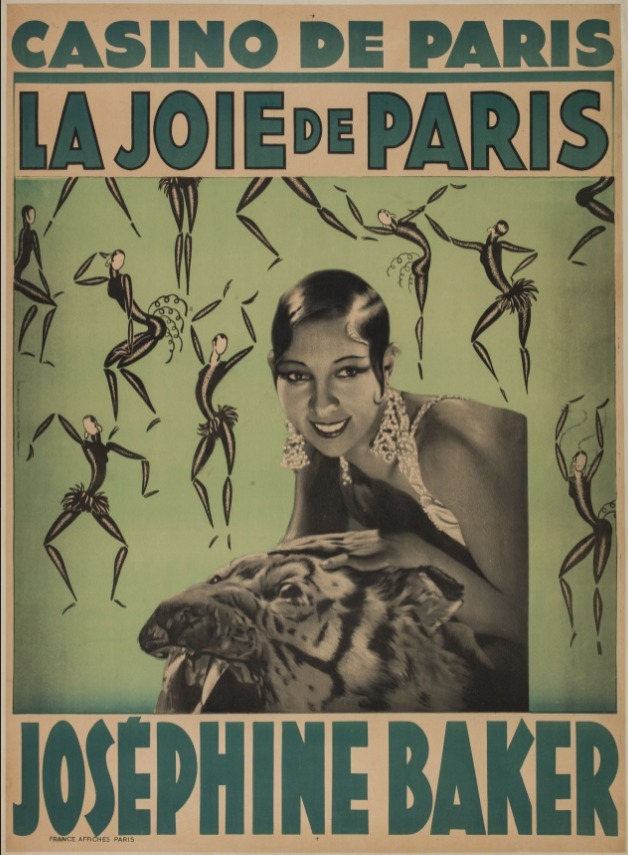 CASINO DE PARIS
LA JOIE DE PARIS
JOSÉPHINE BAKER
FRANCE AFFICHES PARIS